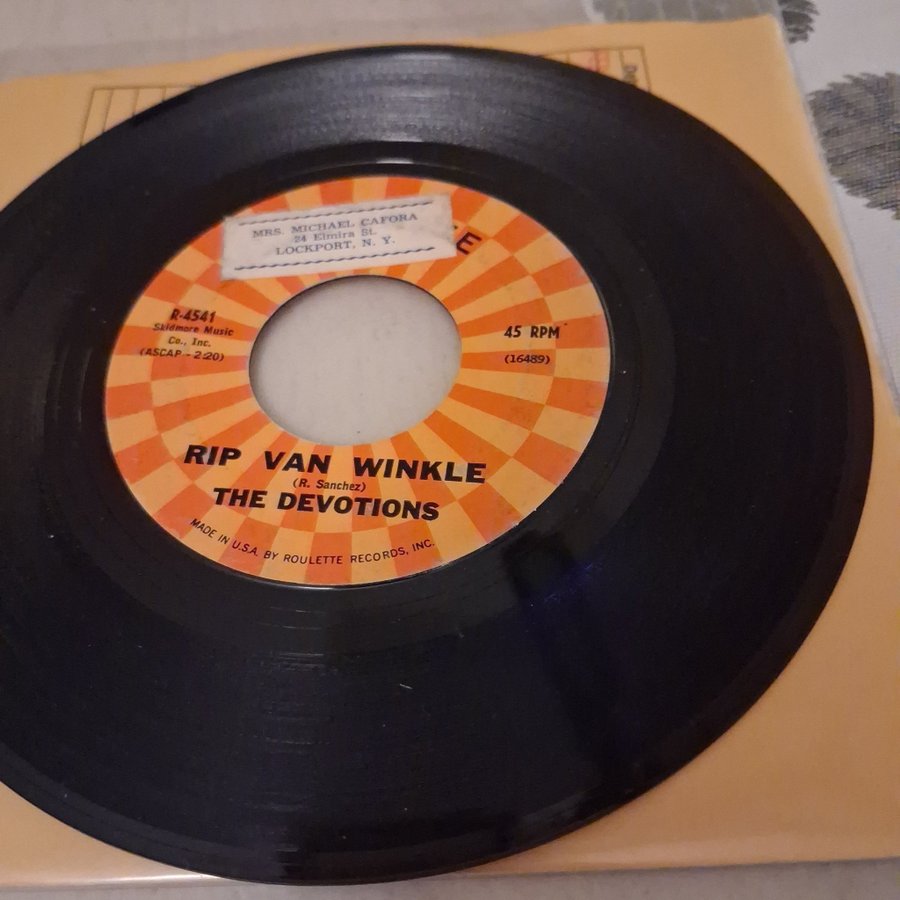 MRS. MICHAEL CAFORA
24 Elmira St.
LOCKPORT, N. Y.
R-4541
Skidmore Music
Co., Inc.
(ASCAP - 2:20)
45 RPM
(16489)
RIP VAN WINKLE
(R. Sanchez)
THE DEVOTIONS
MADE IN U.S.A. BY ROULETTE RECORDS, INC.